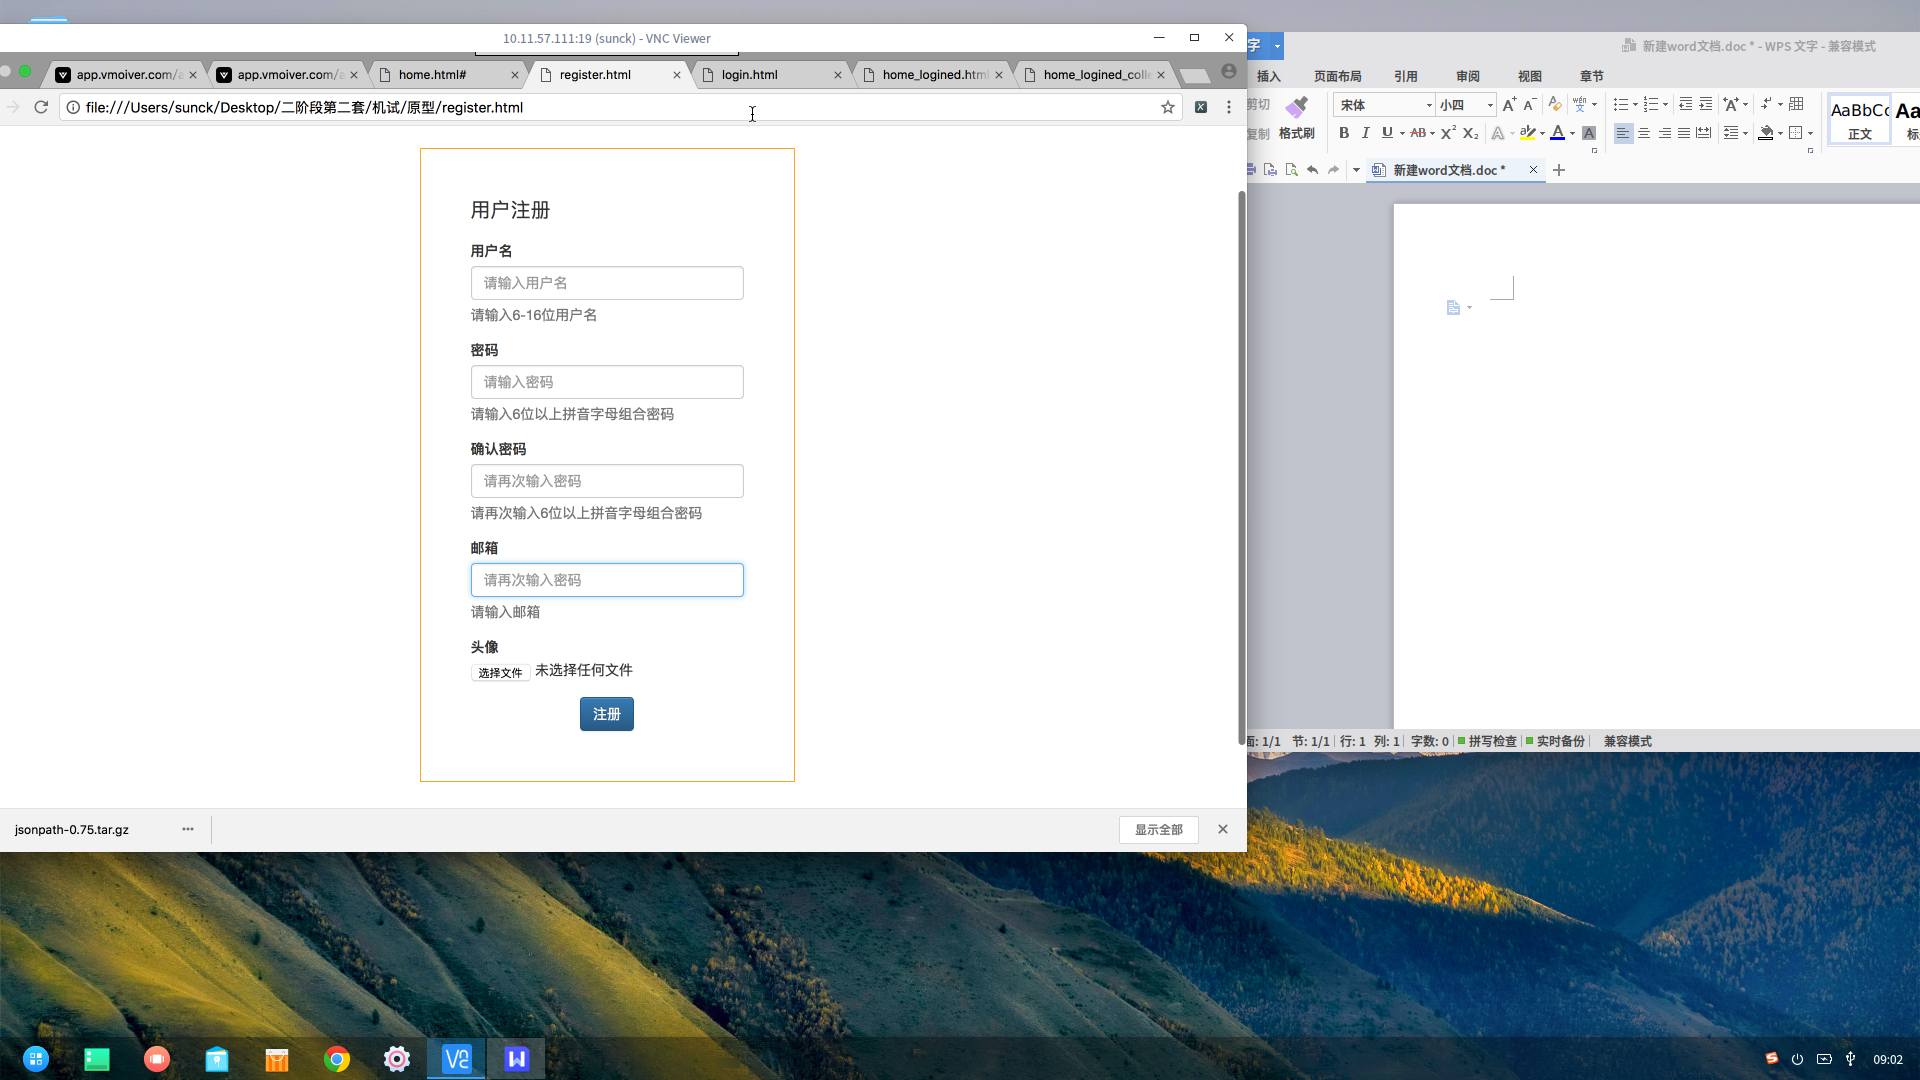 10.11.57.111:19 (sunck) - VNC Viewer
app.vmoiver.com/a
app.vmoiver.com/a
home.html#
register.html
login.html
home_logined.html
home_logined_colle
file:///Users/sunck/Desktop/二阶段第二套/机试/原型/register.html
用户注册
用户名
请输入用户名
请输入6-16位用户名
密码
请输入密码
请输入6位以上拼音字母组合密码
确认密码
请再次输入密码
请再次输入6位以上拼音字母组合密码
邮箱
请再次输入密码
请输入邮箱
头像
选择文件 未选择任何文件
注册
jsonpath-0.75.tar.gz
显示全部
字
新建word文档.doc * - WPS 文字 - 兼容模式
插入 页面布局 引用 审阅 视图 章节
剪切
复制 格式刷
宋体 小四
AaBbCc
正文
Aa
标
新建word文档.doc *
面: 1/1 节: 1/1 行: 1 列: 1 字数: 0 拼写检查 实时备份 兼容模式
09:02